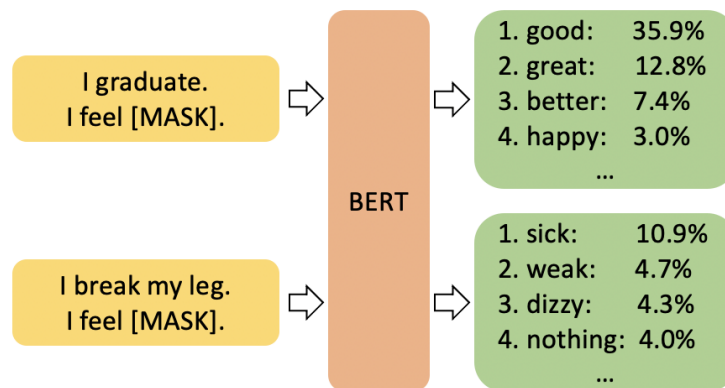 I graduate.
I feel [MASK].
BERT
1. good: 35.9%
2. great: 12.8%
3. better: 7.4%
4. happy: 3.0%
...
I break my leg.
I feel [MASK].
1. sick: 10.9%
2. weak: 4.7%
3. dizzy: 4.3%
4. nothing: 4.0%
...